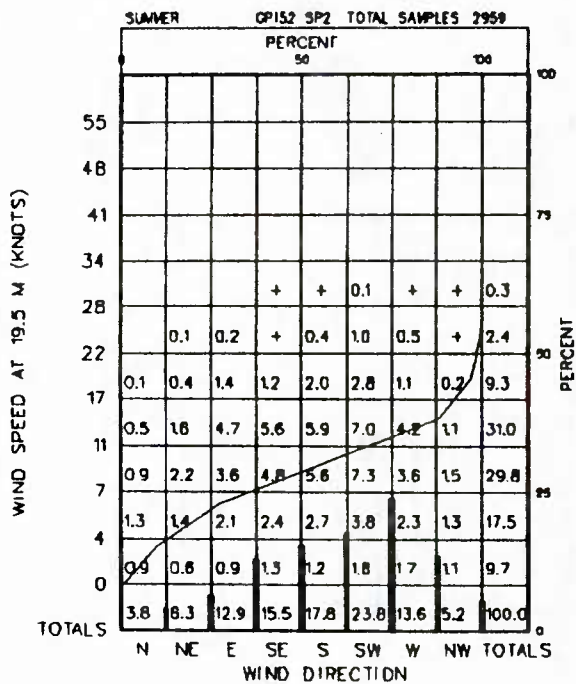 SUMMER GP152 SP2 TOTAL SAMPLES 2959
PERCENT
0 50 100
100
55
48
41 75
34
+ + 0.1 + + 0.3
28
0.1 0.2 + 0.4 1.0 0.5 + 2.4
22 50
0.1 0.4 1.4 1.2 2.0 2.8 1.1 0.2 9.3
17
0.5 1.6 4.7 5.6 5.9 7.0 4.2 1.1 31.0
11
0.9 2.2 3.6 4.8 5.6 7.3 3.6 1.5 29.8
7 25
1.3 1.4 2.1 2.4 2.7 3.8 2.3 1.3 17.5
4
0.9 0.6 0.9 1.3 1.2 1.8 1.7 1.1 9.7
0
3.8 6.3 12.9 15.5 17.8 23.8 13.6 5.2 100.0
TOTALS 0
N NE E SE S SW W NW TOTALS
WIND DIRECTION
WIND SPEED AT 19.5 M (KNOTS)
PERCENT